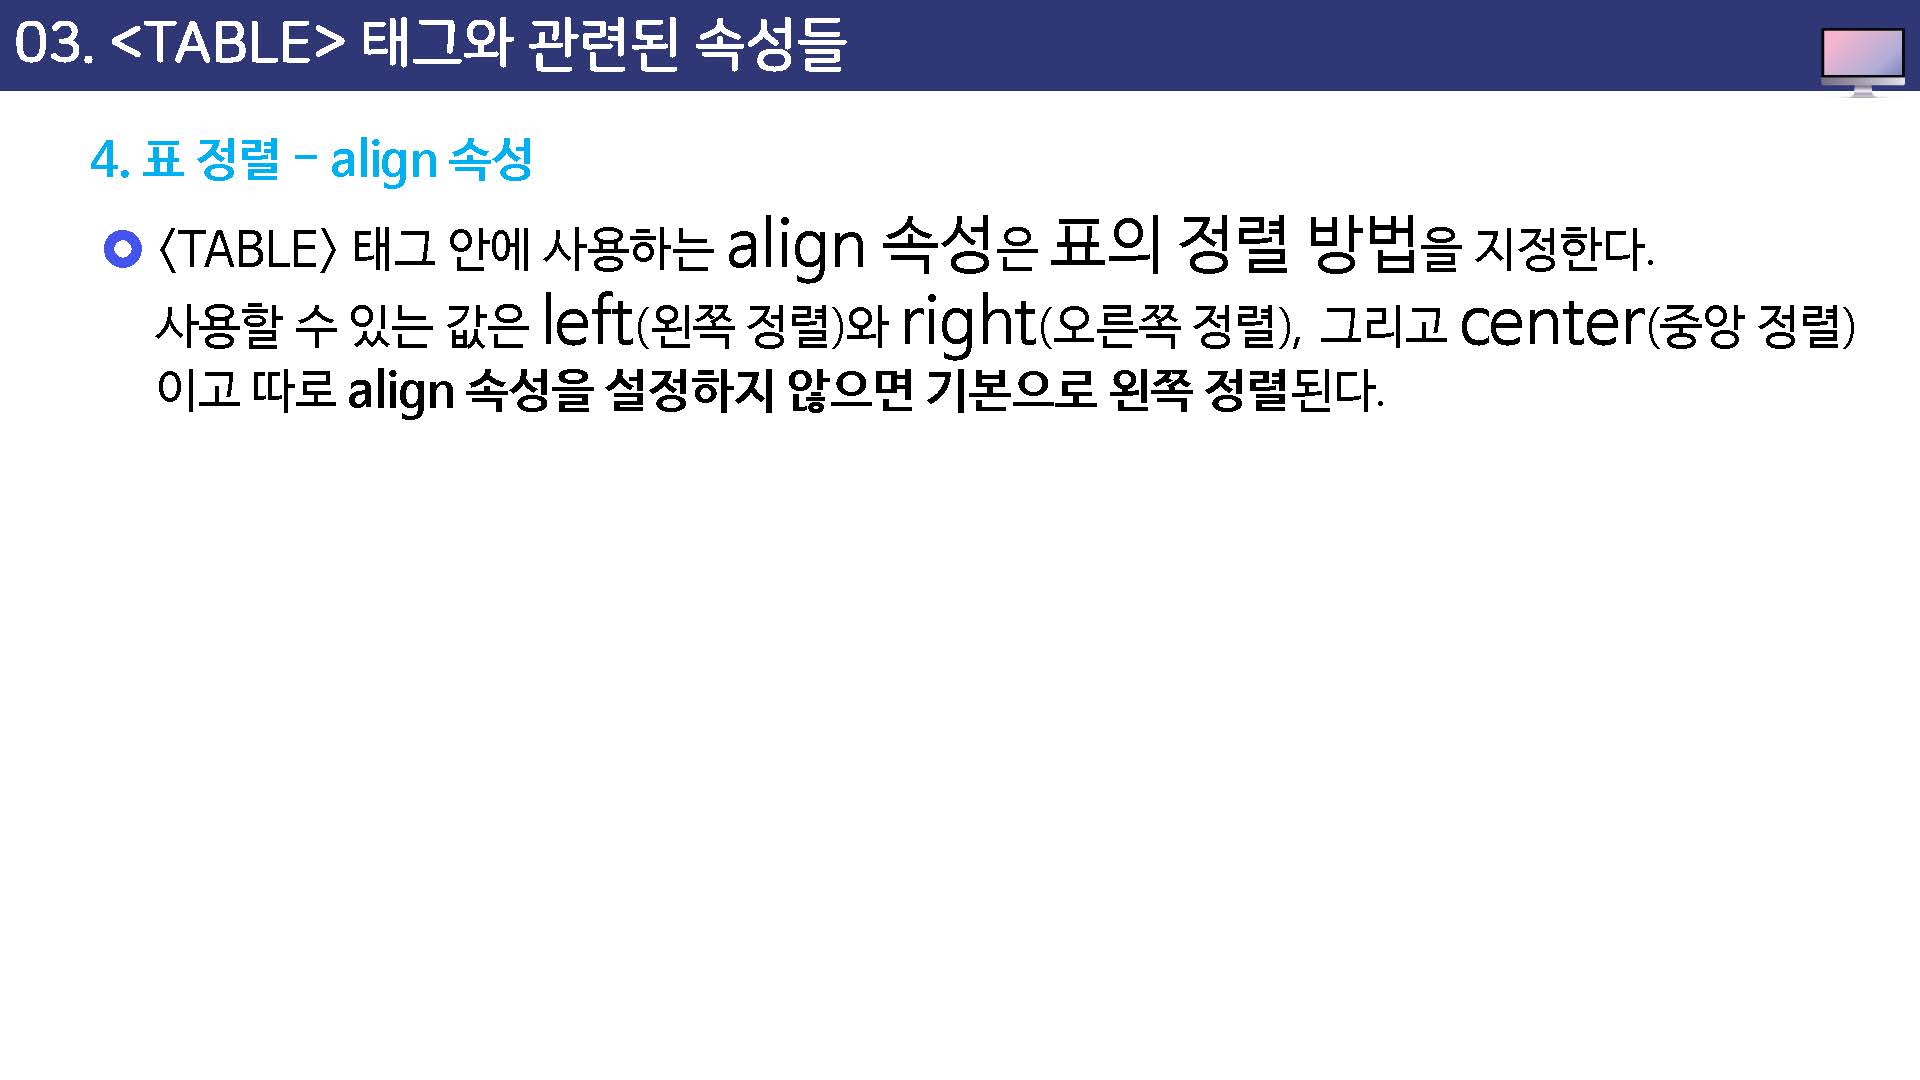 03. <TABLE> 태그와 관련된 속성들
4. 표 정렬 – align 속성
〈TABLE〉 태그 안에 사용하는 align 속성은 표의 정렬 방법을 지정한다.
사용할 수 있는 값은 left(왼쪽 정렬)와 right(오른쪽 정렬), 그리고 center(중앙 정렬)
이고 따로 align 속성을 설정하지 않으면 기본으로 왼쪽 정렬된다.